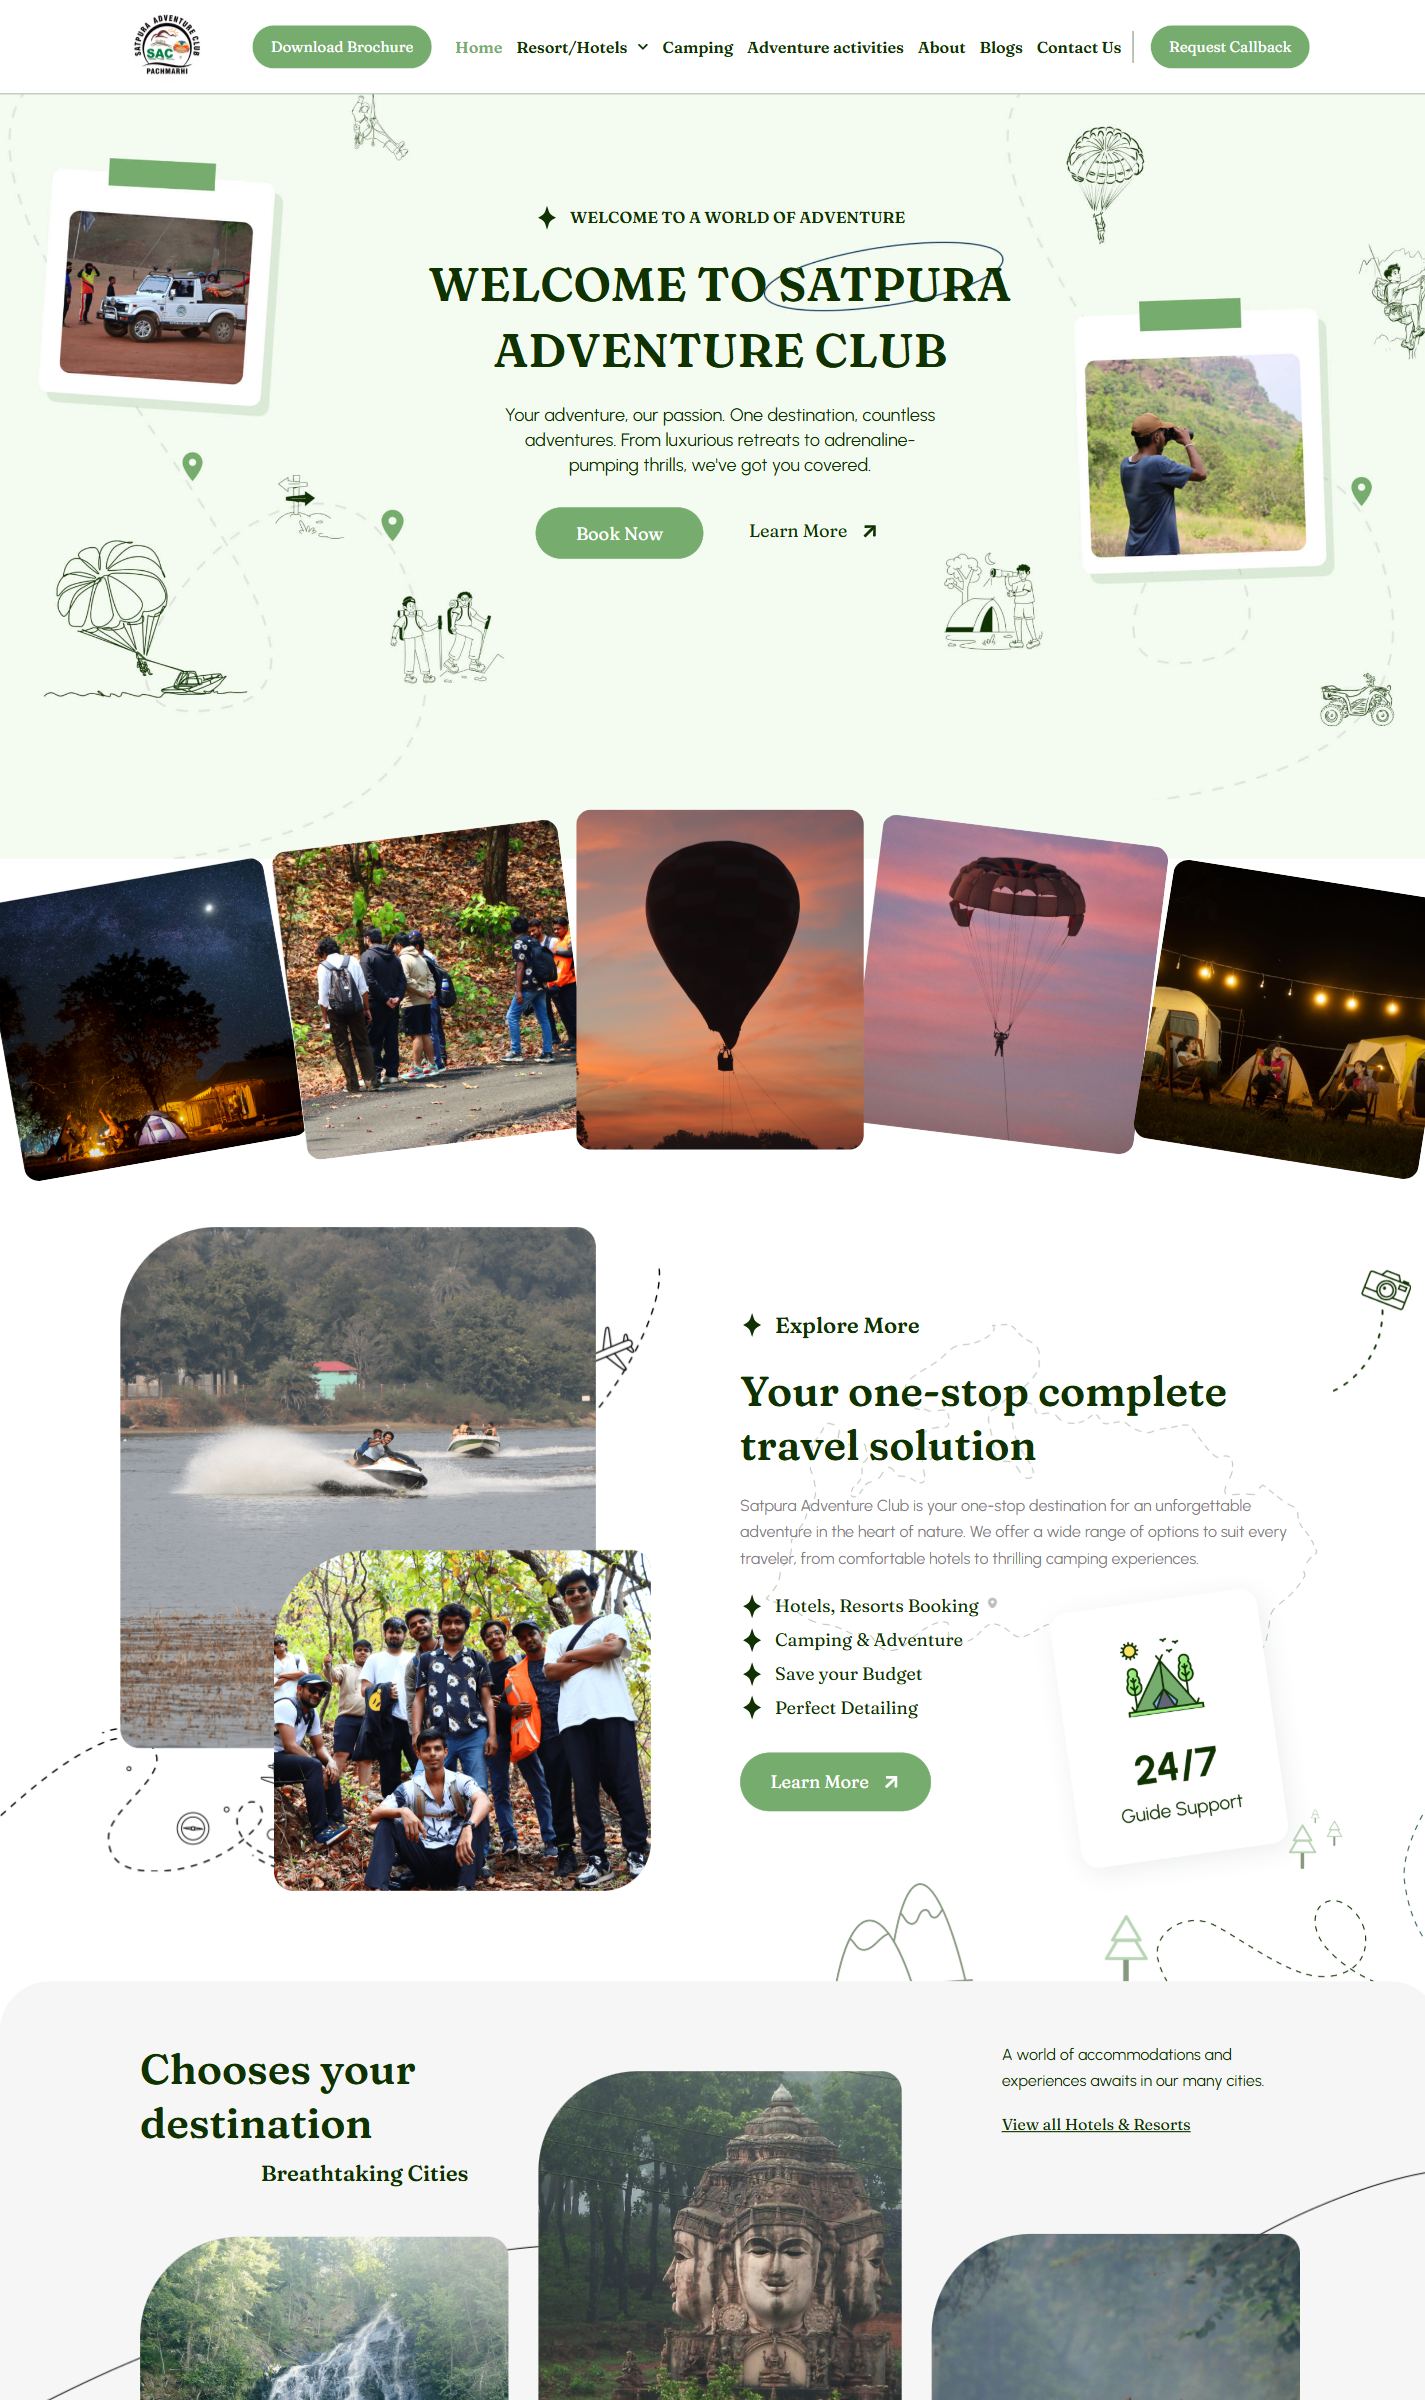 SATPURA ADVENTURE CLUB
SAC
PACHMARHI
Download Brochure
Home
Resort/Hotels
Camping
Adventure activities
About
Blogs
Contact Us
Request Callback
WELCOME TO A WORLD OF ADVENTURE
WELCOME TO SATPURA
ADVENTURE CLUB
Your adventure, our passion. One destination, countless
adventures. From luxurious retreats to adrenaline-
pumping thrills, we've got you covered.
Book Now
Learn More
Explore More
Your one-stop complete
travel solution
Satpura Adventure Club is your one-stop destination for an unforgettable
adventure in the heart of nature. We offer a wide range of options to suit every
traveler, from comfortable hotels to thrilling camping experiences.
Hotels, Resorts Booking
Camping & Adventure
Save your Budget
Perfect Detailing
Learn More
24/7
Guide Support
Chooses your
destination
Breathtaking Cities
A world of accommodations and
experiences awaits in our many cities.
View all Hotels & Resorts